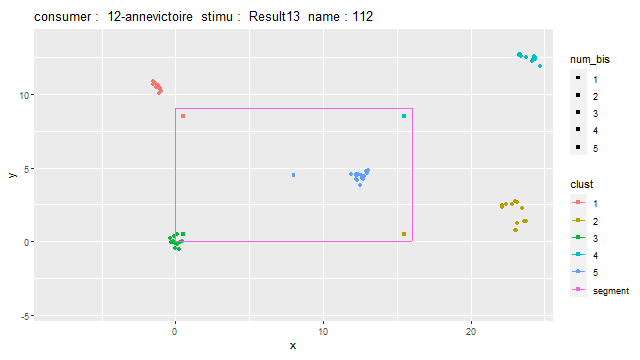 consumer :  12-annevictoire  stimu :  Result13  name : 112
10
5
0
-5
y
0
10
20
x
num_bis
1
2
3
4
5
clust
1
2
3
4
5
segment